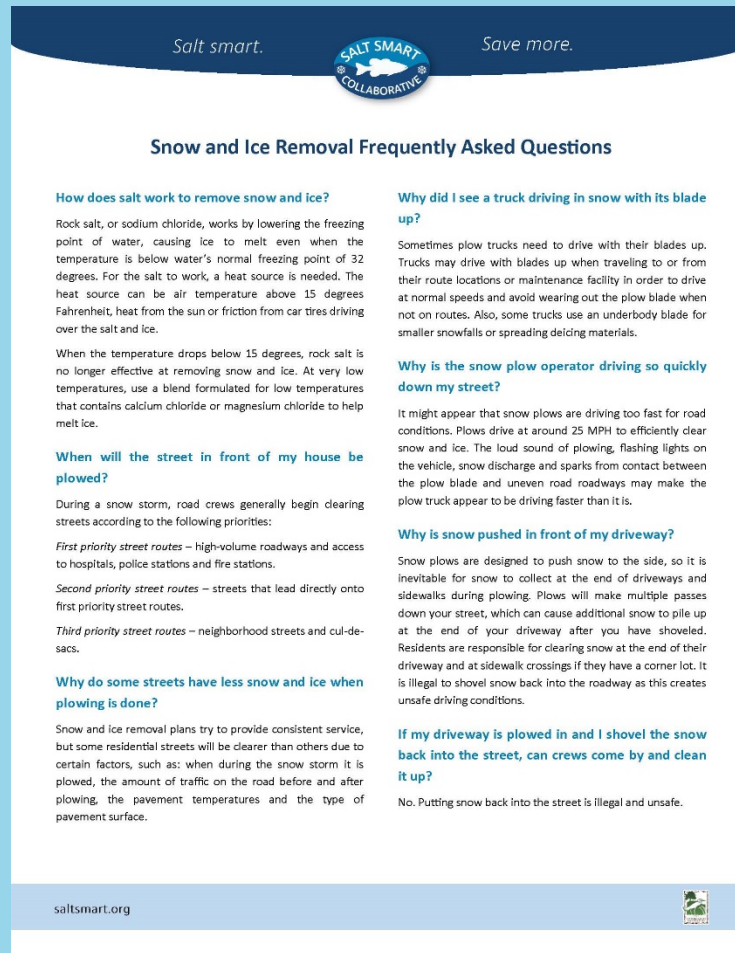 Salt smart.
SALT SMART
COLLABORATIVE
Save more.
Snow and Ice Removal Frequently Asked Questions
How does salt work to remove snow and ice?
Rock salt, or sodium chloride, works by lowering the freezing
point of water, causing ice to melt even when the
temperature is below water's normal freezing point of 32
degrees. For the salt to work, a heat source is needed. The
heat source can be air temperature above 15 degrees
Fahrenheit, heat from the sun or friction from car tires driving
over the salt and ice.
When the temperature drops below 15 degrees, rock salt is
no longer effective at removing snow and ice. At very low
temperatures, use a blend formulated for low temperatures
that contains calcium chloride or magnesium chloride to help
melt ice.
When will the street in front of my house be
plowed?
During a snow storm, road crews generally begin clearing
streets according to the following priorities:
First priority street routes – high-volume roadways and access
to hospitals, police stations and fire stations.
Second priority street routes – streets that lead directly onto
first priority street routes.
Third priority street routes – neighborhood streets and cul-de-
sacs.
Why do some streets have less snow and ice when
plowing is done?
Snow and ice removal plans try to provide consistent service,
but some residential streets will be clearer than others due to
certain factors, such as: when during the snow storm it is
plowed, the amount of traffic on the road before and after
plowing, the pavement temperatures and the type of
pavement surface.
Why did I see a truck driving in snow with its blade
up?
Sometimes plow trucks need to drive with their blades up.
Trucks may drive with blades up when traveling to or from
their route locations or maintenance facility in order to drive
at normal speeds and avoid wearing out the plow blade when
not on routes. Also, some trucks use an underbody blade for
smaller snowfalls or spreading deicing materials.
Why is the snow plow operator driving so quickly
down my street?
It might appear that snow plows are driving too fast for road
conditions. Plows drive at around 25 MPH to efficiently clear
snow and ice. The loud sound of plowing, flashing lights on
the vehicle, snow discharge and sparks from contact between
the plow blade and uneven road roadways may make the
plow truck appear to be driving faster than it is.
Why is snow pushed in front of my driveway?
Snow plows are designed to push snow to the side, so it is
inevitable for snow to collect at the end of driveways and
sidewalks during plowing. Plows will make multiple passes
down your street, which can cause additional snow to pile up
at the end of your driveway after you have shoveled.
Residents are responsible for clearing snow at the end of their
driveway and at sidewalk crossings if they have a corner lot. It
is illegal to shovel snow back into the roadway as this creates
unsafe driving conditions.
If my driveway is plowed in and I shovel the snow
back into the street, can crews come by and clean
it up?
No. Putting snow back into the street is illegal and unsafe.
saltsmart.org